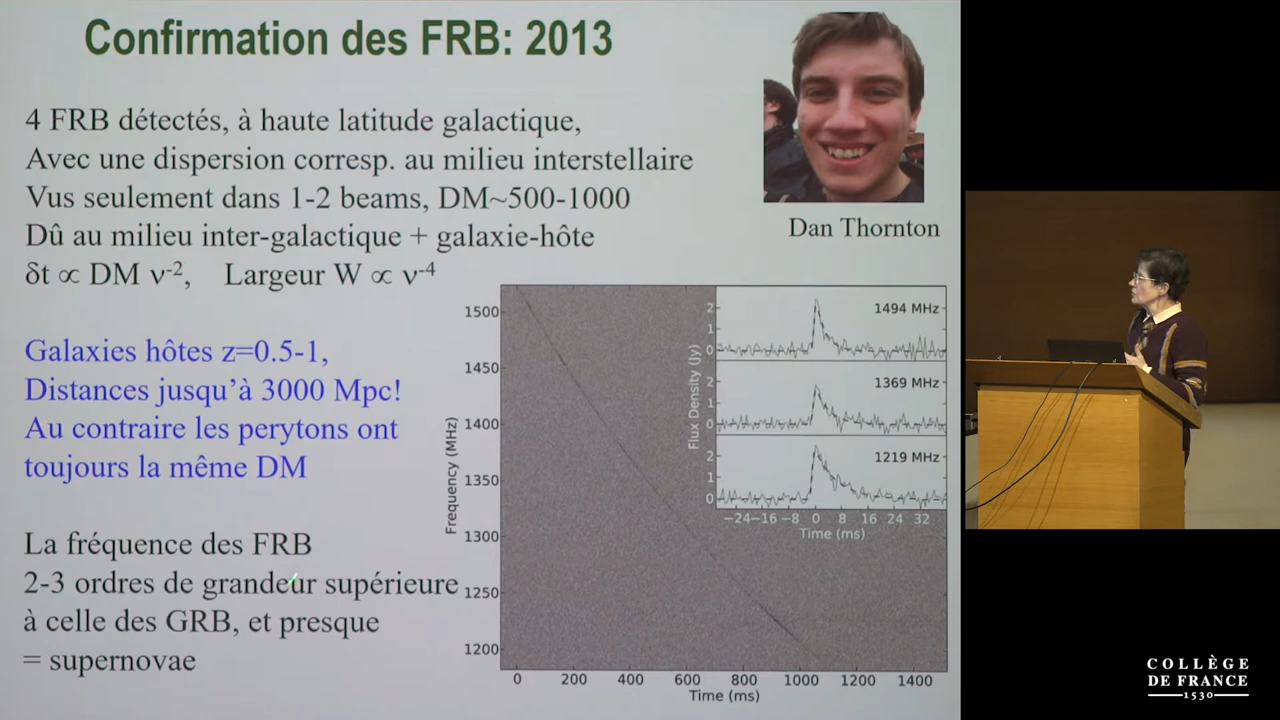 Confirmation des FRB: 2013
4 FRB détectés, à haute latitude galactique,
Avec une dispersion corresp. au milieu interstellaire
Vus seulement dans 1-2 beams, DM~500-1000
Dû au milieu inter-galactique + galaxie-hôte
δt ∝ DM ν⁻², Largeur W ∝ ν⁻⁴
Dan Thornton
Galaxies hôtes z=0.5-1,
Distances jusqu'à 3000 Mpc!
Au contraire les perytons ont
toujours la même DM
La fréquence des FRB
2-3 ordres de grandeur supérieure
à celle des GRB, et presque
= supernovae
Frequency (MHz)
1500
1450
1400
1350
1300
1250
1200
0 200 400 600 800 1000 1200 1400
Time (ms)
Flux Density (Jy)
2
1
0
1494 MHz
2
1
0
1369 MHz
2
1
0
1219 MHz
−24 −16 −8 0 8 16 24 32
Time (ms)
COLLÈGE
DE FRANCE
1530